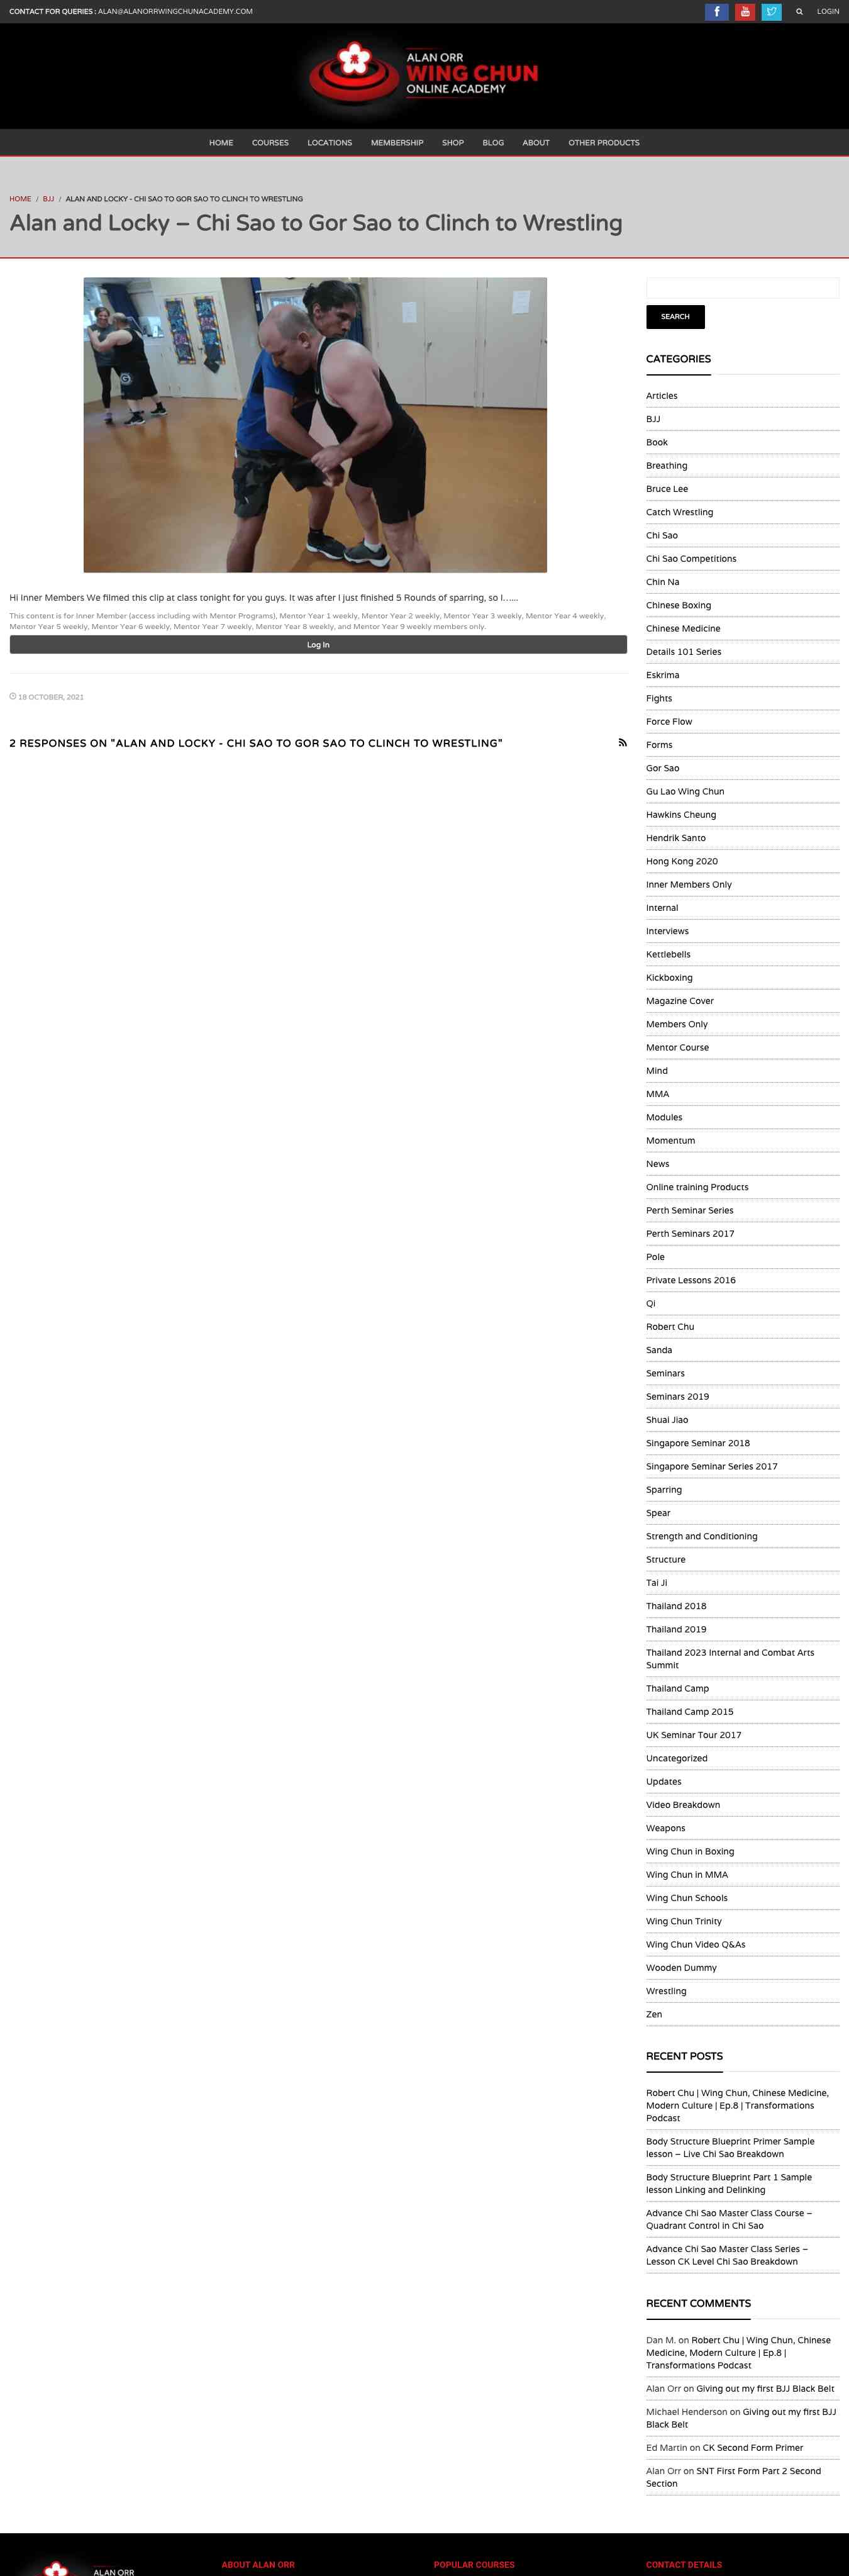 CONTACT FOR QUERIES : ALAN@ALANORRWINGCHUNACADEMY.COM
LOGIN
ALAN ORR
WING CHUN
ONLINE ACADEMY
HOME COURSES LOCATIONS MEMBERSHIP SHOP BLOG ABOUT OTHER PRODUCTS
HOME / BJJ / ALAN AND LOCKY - CHI SAO TO GOR SAO TO CLINCH TO WRESTLING
Alan and Locky – Chi Sao to Gor Sao to Clinch to Wrestling
Hi Inner Members We filmed this clip at class tonight for you guys. It was after I just finished 5 Rounds of sparring, so I…...
This content is for Inner Member (access including with Mentor Programs), Mentor Year 1 weekly, Mentor Year 2 weekly, Mentor Year 3 weekly, Mentor Year 4 weekly,
Mentor Year 5 weekly, Mentor Year 6 weekly, Mentor Year 7 weekly, Mentor Year 8 weekly, and Mentor Year 9 weekly members only.
Log In
18 OCTOBER, 2021
2 RESPONSES ON "ALAN AND LOCKY - CHI SAO TO GOR SAO TO CLINCH TO WRESTLING"
SEARCH
CATEGORIES
Articles
BJJ
Book
Breathing
Bruce Lee
Catch Wrestling
Chi Sao
Chi Sao Competitions
Chin Na
Chinese Boxing
Chinese Medicine
Details 101 Series
Eskrima
Fights
Force Flow
Forms
Gor Sao
Gu Lao Wing Chun
Hawkins Cheung
Hendrik Santo
Hong Kong 2020
Inner Members Only
Internal
Interviews
Kettlebells
Kickboxing
Magazine Cover
Members Only
Mentor Course
Mind
MMA
Modules
Momentum
News
Online training Products
Perth Seminar Series
Perth Seminars 2017
Pole
Private Lessons 2016
Qi
Robert Chu
Sanda
Seminars
Seminars 2019
Shuai Jiao
Singapore Seminar 2018
Singapore Seminar Series 2017
Sparring
Spear
Strength and Conditioning
Structure
Tai Ji
Thailand 2018
Thailand 2019
Thailand 2023 Internal and Combat Arts
Summit
Thailand Camp
Thailand Camp 2015
UK Seminar Tour 2017
Uncategorized
Updates
Video Breakdown
Weapons
Wing Chun in Boxing
Wing Chun in MMA
Wing Chun Schools
Wing Chun Trinity
Wing Chun Video Q&As
Wooden Dummy
Wrestling
Zen
RECENT POSTS
Robert Chu | Wing Chun, Chinese Medicine,
Modern Culture | Ep.8 | Transformations
Podcast
Body Structure Blueprint Primer Sample
lesson – Live Chi Sao Breakdown
Body Structure Blueprint Part 1 Sample
lesson Linking and Delinking
Advance Chi Sao Master Class Course –
Quadrant Control in Chi Sao
Advance Chi Sao Master Class Series –
Lesson CK Level Chi Sao Breakdown
RECENT COMMENTS
Dan M. on Robert Chu | Wing Chun, Chinese
Medicine, Modern Culture | Ep.8 |
Transformations Podcast
Alan Orr on Giving out my first BJJ Black Belt
Michael Henderson on Giving out my first BJJ
Black Belt
Ed Martin on CK Second Form Primer
Alan Orr on SNT First Form Part 2 Second
Section
ALAN ORR
ABOUT ALAN ORR
POPULAR COURSES
CONTACT DETAILS